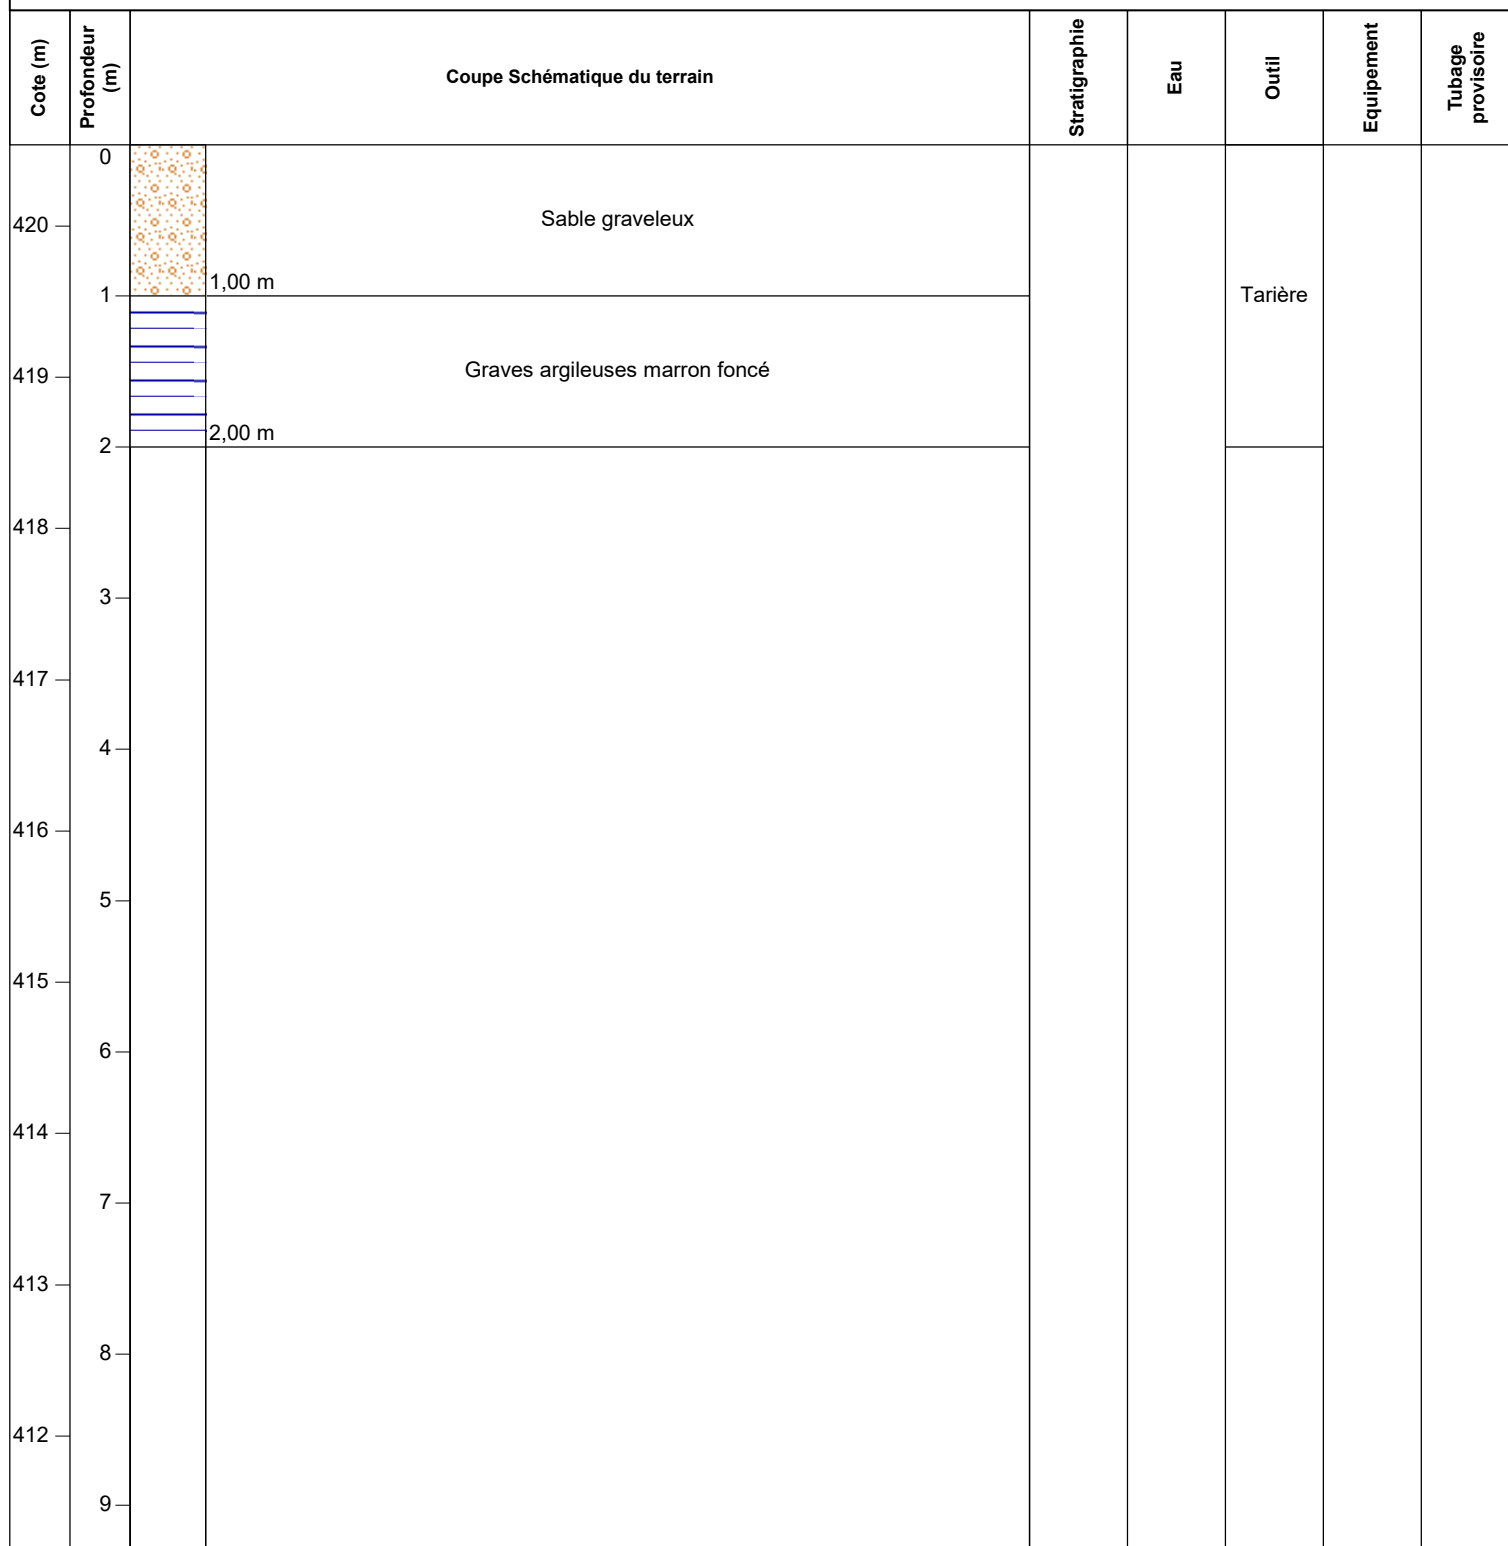 Cote (m)
Profondeur
(m)
Coupe Schématique du terrain
Stratigraphie
Eau
Outil
Equipement
Tubage
provisoire
0
420
Sable graveleux
1,00 m
1
Tarière
419
Graves argileuses marron foncé
2,00 m
2
418
3
417
4
416
5
415
6
414
7
413
8
412
9